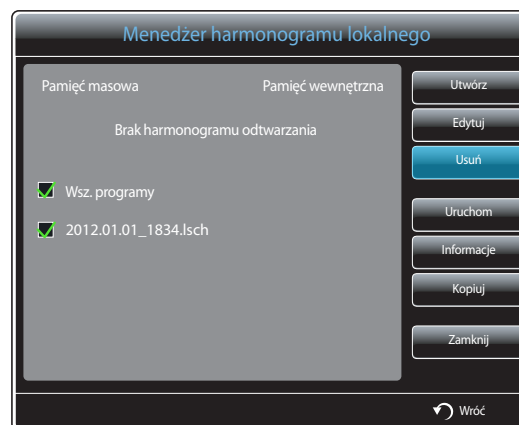 Menedżer harmonogramu lokalnego
Pamięć masowa Pamięć wewnętrzna
Brak harmonogramu odtwarzania
Wsz. programy
2012.01.01_1834.lsch
Utwórz
Edytuj
Usuń
Uruchom
Informacje
Kopiuj
Zamknij
Wróć